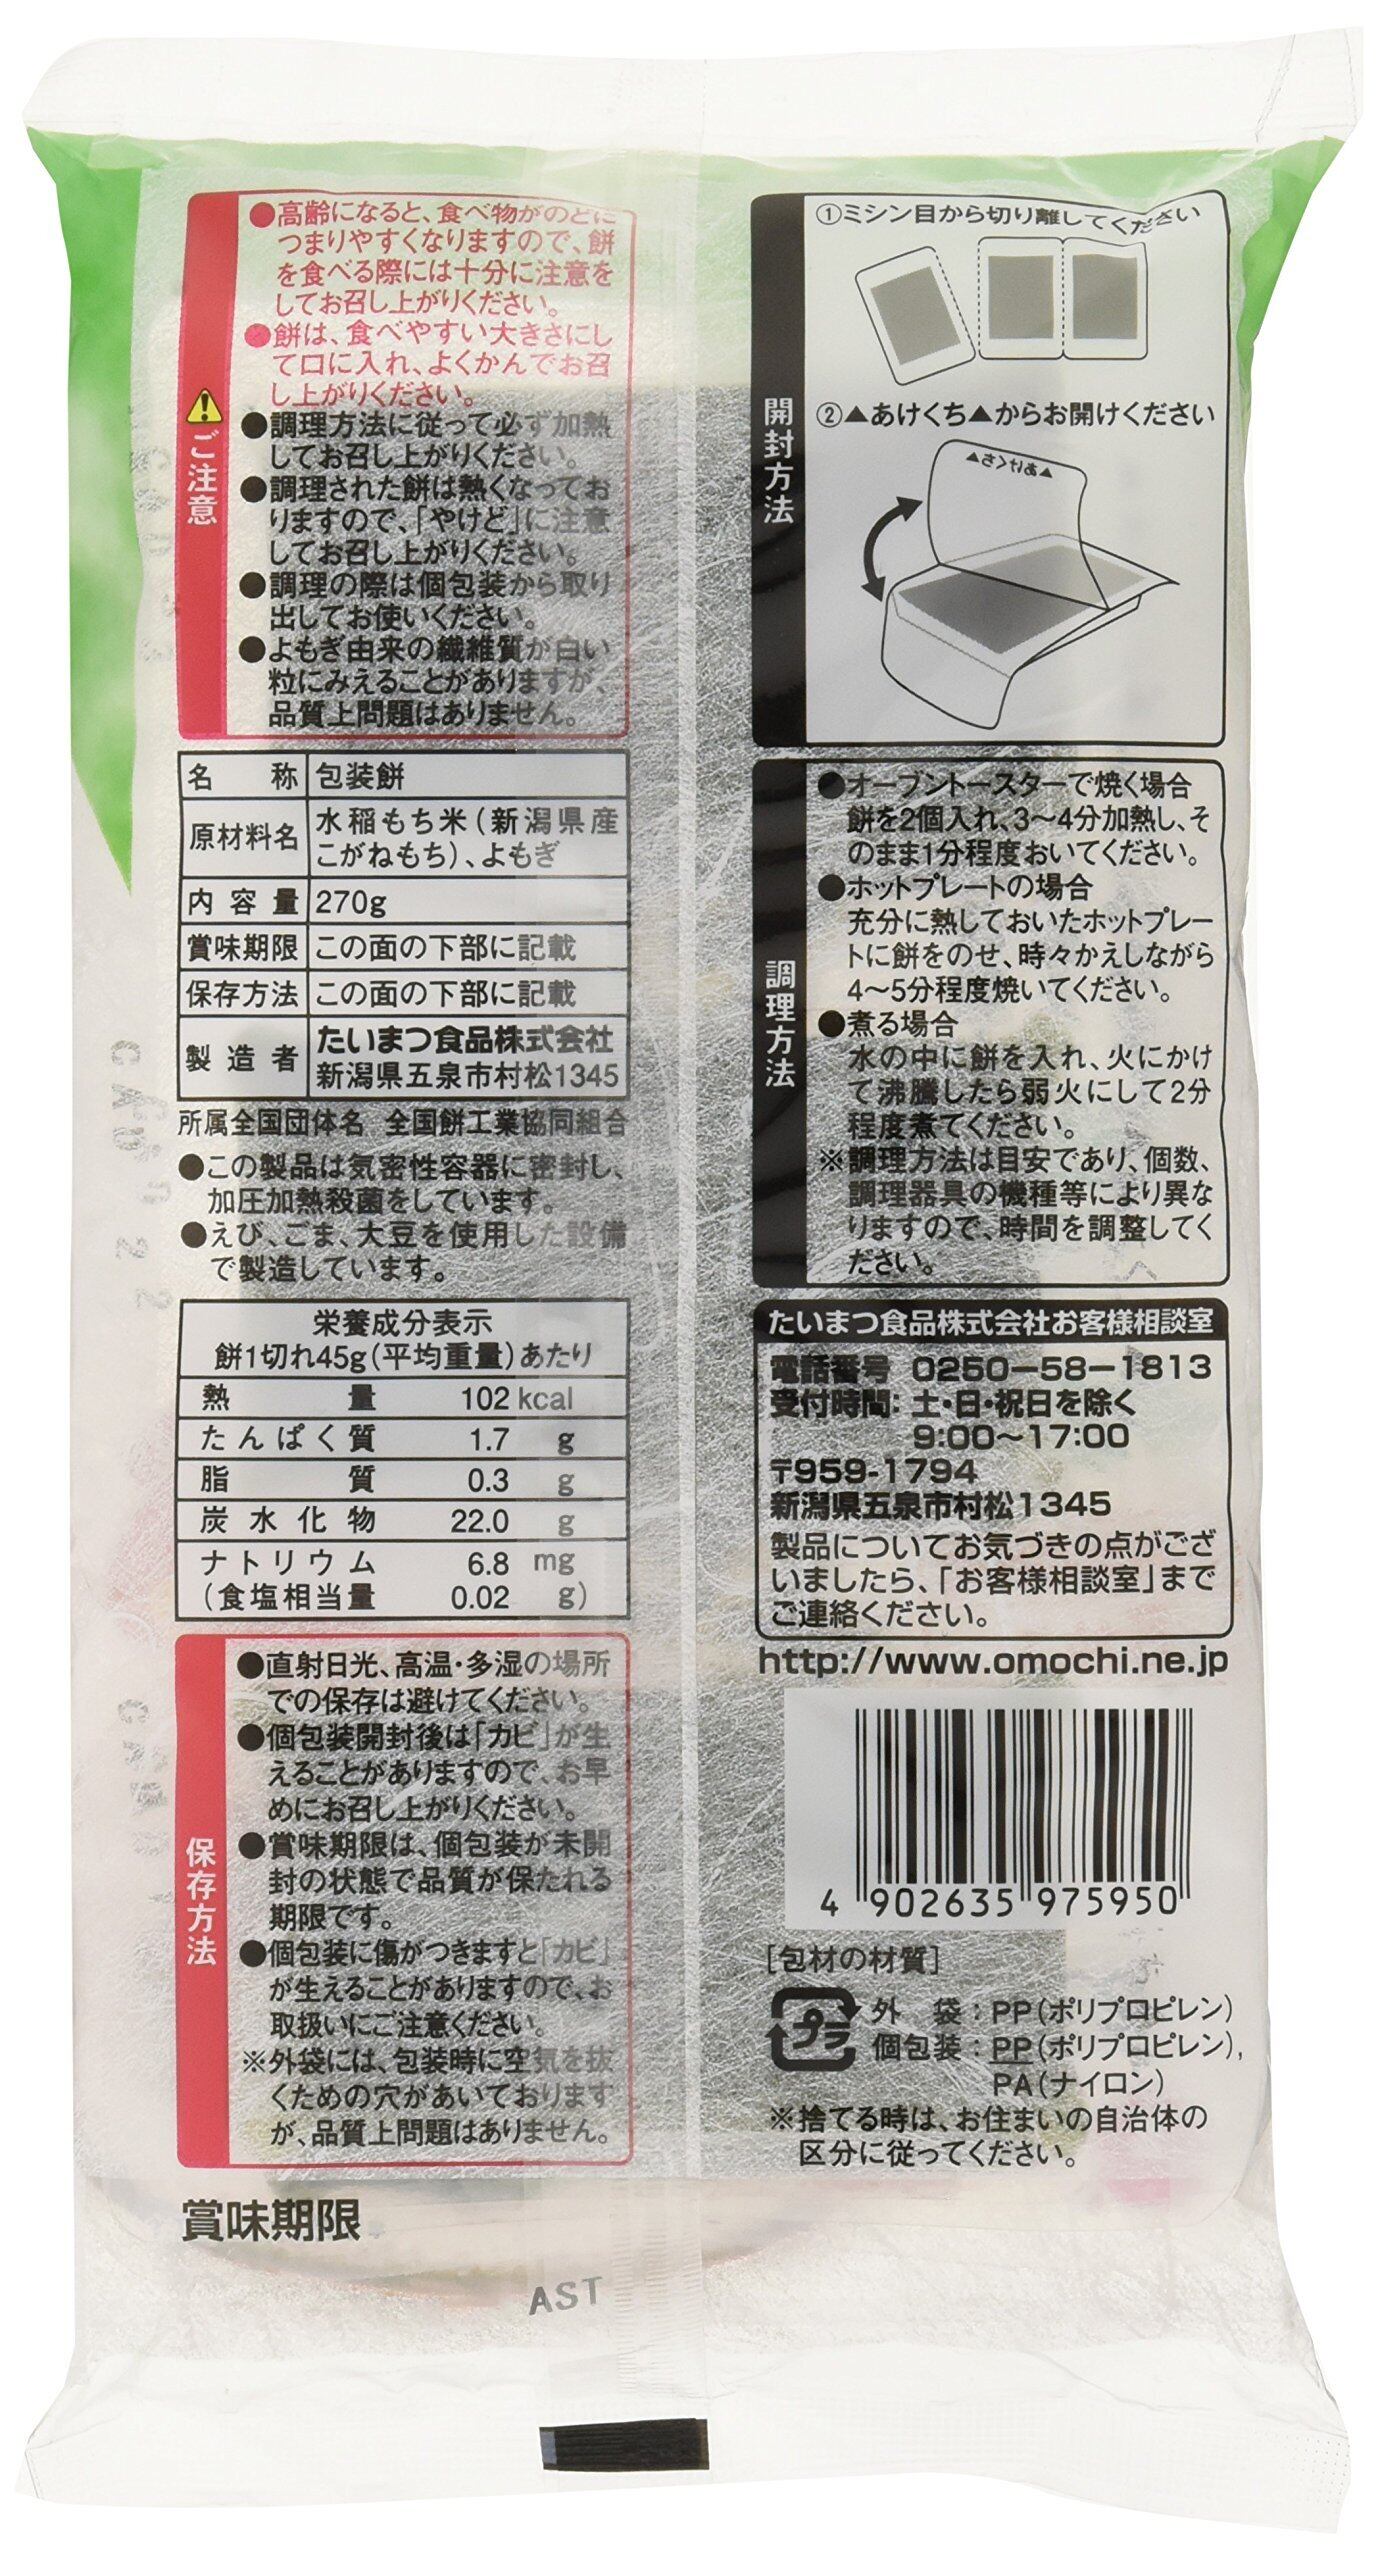 ご注意
●高齢になると、食べ物がのどに
つまりやすくなりますので、餅
を食べる際には十分に注意を
してお召し上がりください。
●餅は、食べやすい大きさにし
て口に入れ、よくかんでお召
し上がりください。
●調理方法に従って必ず加熱
してお召し上がりください。
●調理された餅は熱くなってお
りますので、「やけど」に注意
してお召し上がりください。
●調理の際は個包装から取り
出してお使いください。
●よもぎ由来の繊維質が白い
粒にみえることがありますが、
品質上問題はありません。
名 称 包装餅
原材料名 水稲もち米(新潟県産
こがねもち)、よもぎ
内容量 270g
賞味期限 この面の下部に記載
保存方法 この面の下部に記載
製造者 たいまつ食品株式会社
新潟県五泉市村松1345
所属全国団体名 全国餅工業協同組合
●この製品は気密性容器に密封し、
加圧加熱殺菌をしています。
●えび、ごま、大豆を使用した設備
で製造しています。
栄養成分表示
餅1切れ45g(平均重量)あたり
熱量 102 kcal
たんぱく質 1.7 g
脂質 0.3 g
炭水化物 22.0 g
ナトリウム 6.8 mg
(食塩相当量 0.02 g)
保存方法
●直射日光、高温・多湿の場所
での保存は避けてください。
●個包装開封後は「カビ」が生
えることがありますので、お早
めにお召し上がりください。
●賞味期限は、個包装が未開
封の状態で品質が保たれる
期限です。
●個包装に傷がつきますと「カビ」
が生えることがありますので、お
取扱いにご注意ください。
※外袋には、包装時に空気を抜
くための穴があいております
が、品質上問題はありません。
賞味期限
AST
開封方法
①ミシン目から切り離してください
②▲あけくち▲からお開けください
▲あけくち▲
調理方法
●オーブントースターで焼く場合
餅を2個入れ、3～4分加熱し、そ
のまま1分程度おいてください。
●ホットプレートの場合
充分に熱しておいたホットプレー
トに餅をのせ、時々かえしながら
4～5分程度焼いてください。
●煮る場合
水の中に餅を入れ、火にかけ
て沸騰したら弱火にして2分
程度煮てください。
※調理方法は目安であり、個数、
調理器具の機種等により異な
りますので、時間を調整してく
ださい。
たいまつ食品株式会社お客様相談室
電話番号 0250－58－1813
受付時間：土・日・祝日を除く
9:00～17:00
〒959-1794
新潟県五泉市村松1345
製品についてお気づきの点がござ
いましたら、「お客様相談室」まで
ご連絡ください。
http://www.omochi.ne.jp
4 902635 975950
[包材の材質]
プラ
外 袋：PP(ポリプロピレン)
個包装：PP(ポリプロピレン),
PA(ナイロン)
※捨てる時は、お住まいの自治体の
区分に従ってください。